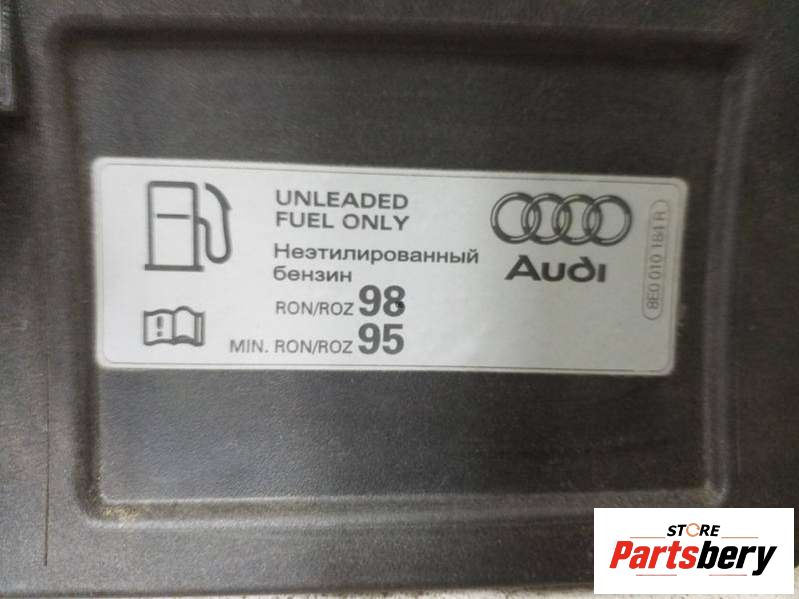 UNLEADED
FUEL ONLY
Неэтилированный
бензин
RON/ROZ 98
MIN. RON/ROZ 95
Audi
8E0 010 184 R
STORE
Partsbery